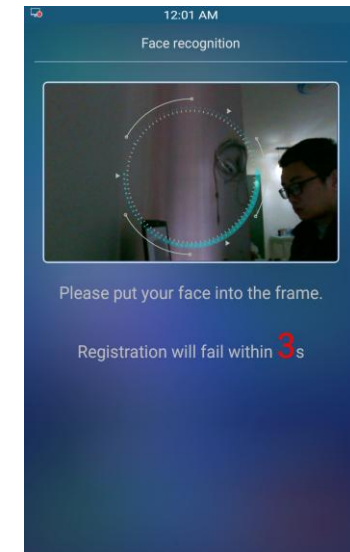 12:01 AM
Face recognition
Please put your face into the frame.
Registration will fail within 3s